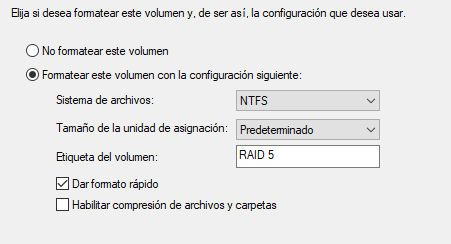 Elija si desea formatear este volumen y, de ser así, la configuración que desea usar.
No formatear este volumen
Formatear este volumen con la configuración siguiente:
Sistema de archivos: NTFS
Tamaño de la unidad de asignación: Predeterminado
Etiqueta del volumen: RAID 5
Dar formato rápido
Habilitar compresión de archivos y carpetas